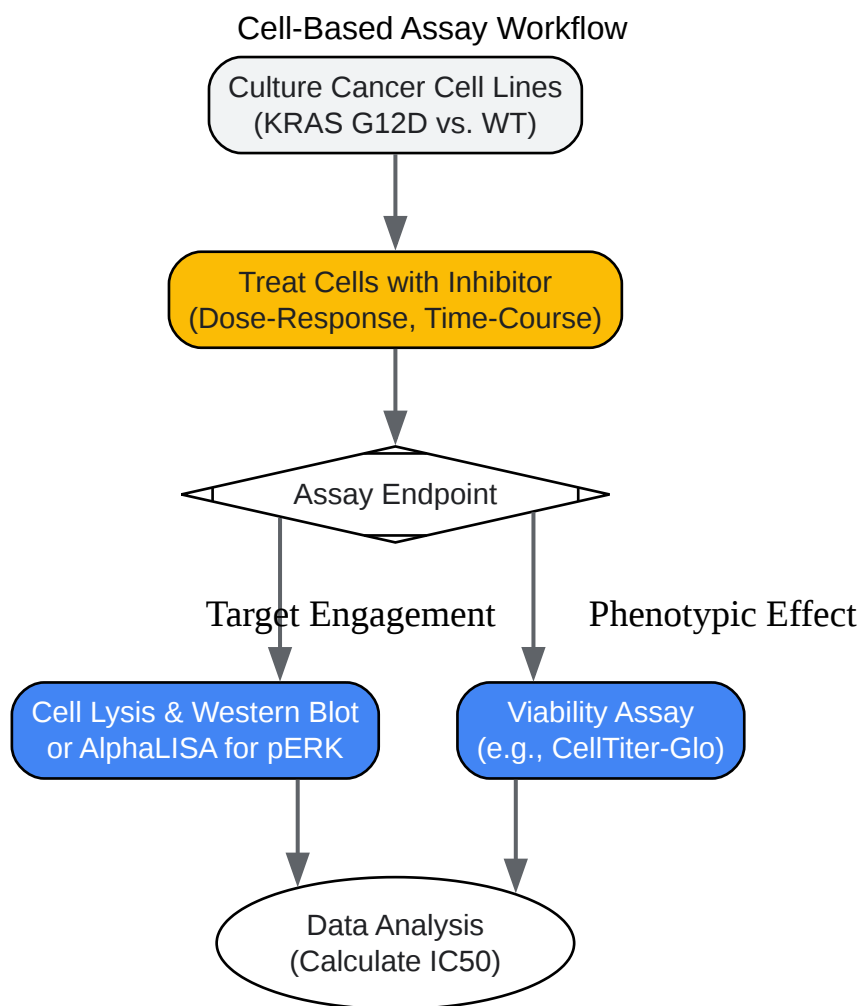 Cell-Based Assay Workflow
Culture Cancer Cell Lines
(KRAS G12D vs. WT)
Treat Cells with Inhibitor
(Dose-Response, Time-Course)
Assay Endpoint
Target Engagement
Phenotypic Effect
Cell Lysis & Western Blot
or AlphaLISA for pERK
Viability Assay
(e.g., CellTiter-Glo)
Data Analysis
(Calculate IC50)